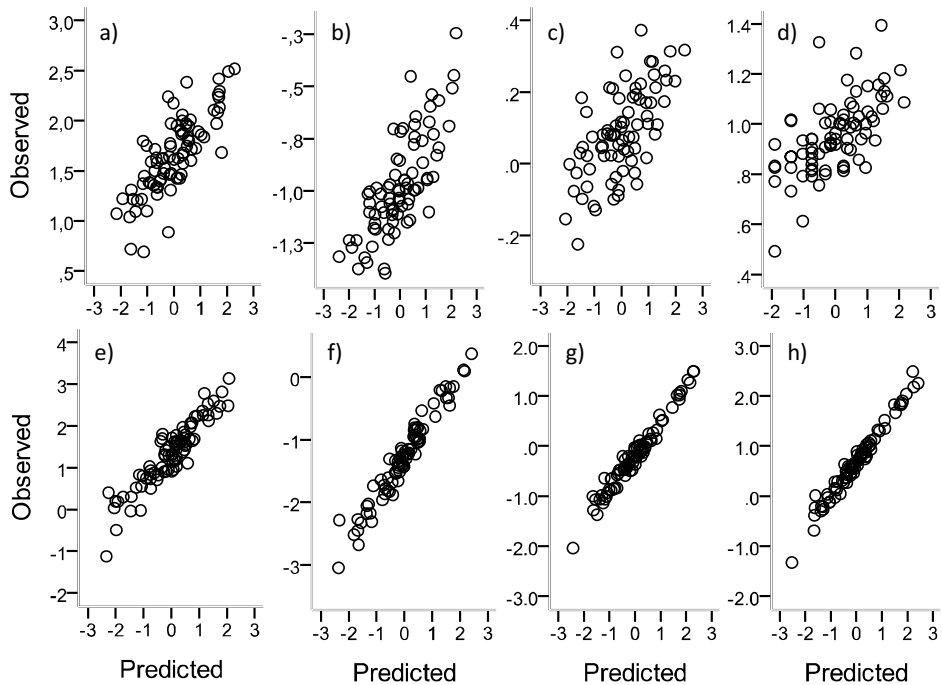 a)
3,0
2,5
2,0
1,5
1,0
,5
-3 -2 -1 0 1 2 3
b)
-,3
-,5
-,8
-1,0
-1,3
-3 -2 -1 0 1 2 3
c)
.4
.2
.0
-.2
-3 -2 -1 0 1 2 3
d)
1.4
1.2
1.0
.8
.6
.4
-3 -2 -1 0 1 2 3
Observed
e)
4
3
2
1
0
-1
-2
-3 -2 -1 0 1 2 3
f)
0
-1
-2
-3
-3 -2 -1 0 1 2 3
g)
2.0
1.0
.0
-1.0
-2.0
-3.0
-3 -2 -1 0 1 2 3
h)
3.0
2.0
1.0
.0
-1.0
-2.0
-3 -2 -1 0 1 2 3
Observed
Predicted Predicted Predicted Predicted